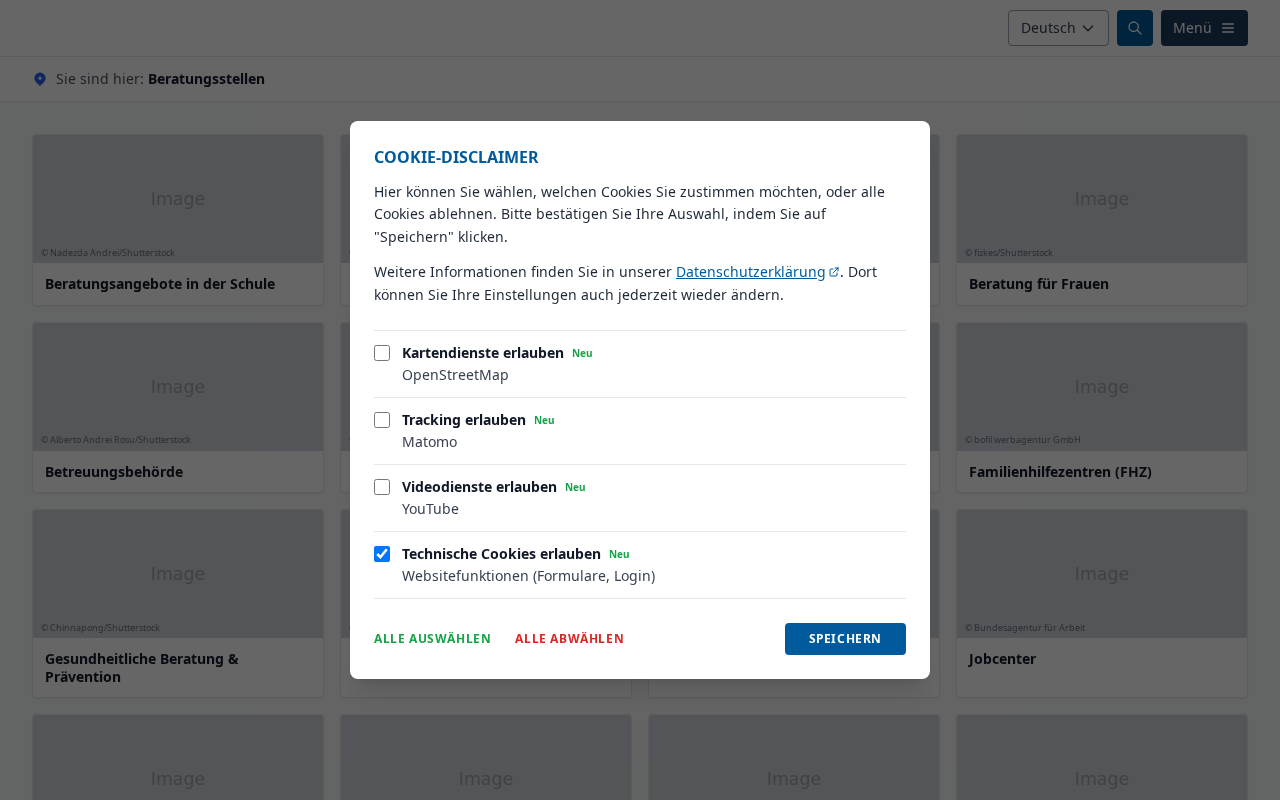 Deutsch
Menü
Sie sind hier: Beratungsstellen
COOKIE-DISCLAIMER
Hier können Sie wählen, welchen Cookies Sie zustimmen möchten, oder alle
Cookies ablehnen. Bitte bestätigen Sie Ihre Auswahl, indem Sie auf
"Speichern" klicken.
Weitere Informationen finden Sie in unserer Datenschutzerklärung. Dort
können Sie Ihre Einstellungen auch jederzeit wieder ändern.
Kartendienste erlauben Neu
OpenStreetMap
Tracking erlauben Neu
Matomo
Videodienste erlauben Neu
YouTube
Technische Cookies erlauben Neu
Websitefunktionen (Formulare, Login)
ALLE AUSWÄHLEN ALLE ABWÄHLEN SPEICHERN
Image
© Nadezda Andrei/Shutterstock
Beratungsangebote in der Schule
Image
© fizkes/Shutterstock
Beratung für Frauen
Image
© Alberto Andrei Rosu/Shutterstock
Betreuungsbehörde
Image
© bofil werbagentur GmbH
Familienhilfezentren (FHZ)
Image
© Chinnapong/Shutterstock
Gesundheitliche Beratung &
Prävention
Image
© Bundesagentur für Arbeit
Jobcenter
Image
Image
Image
Image